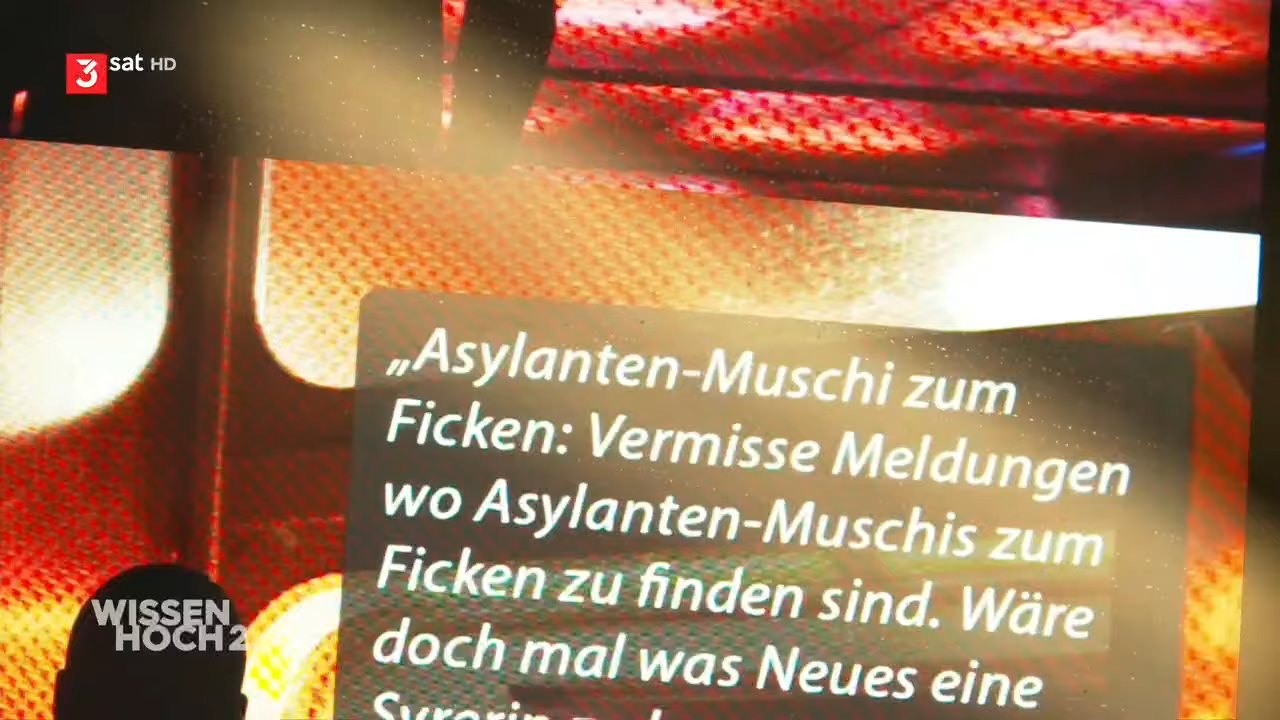 3sat HD
„Asylanten-Muschi zum
Ficken: Vermisse Meldungen
wo Asylanten-Muschis zum
Ficken zu finden sind. Wäre
doch mal was Neues eine
WISSEN
HOCH2